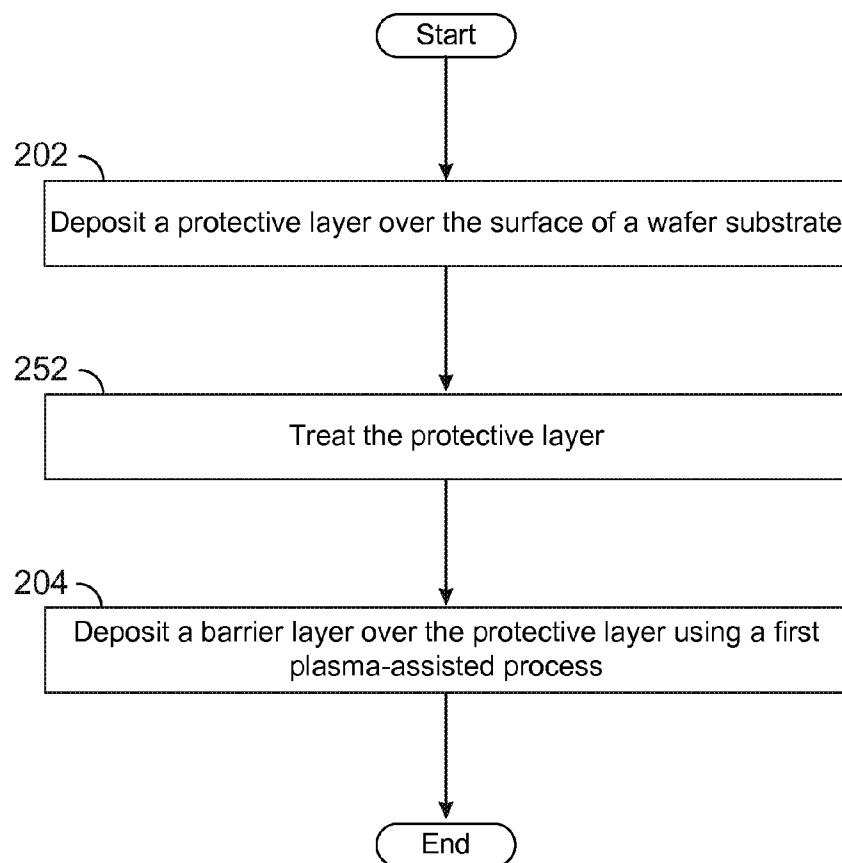 Start
202
Deposit a protective layer over the surface of a wafer substrate
252
Treat the protective layer
204
Deposit a barrier layer over the protective layer using a first
plasma-assisted process
End